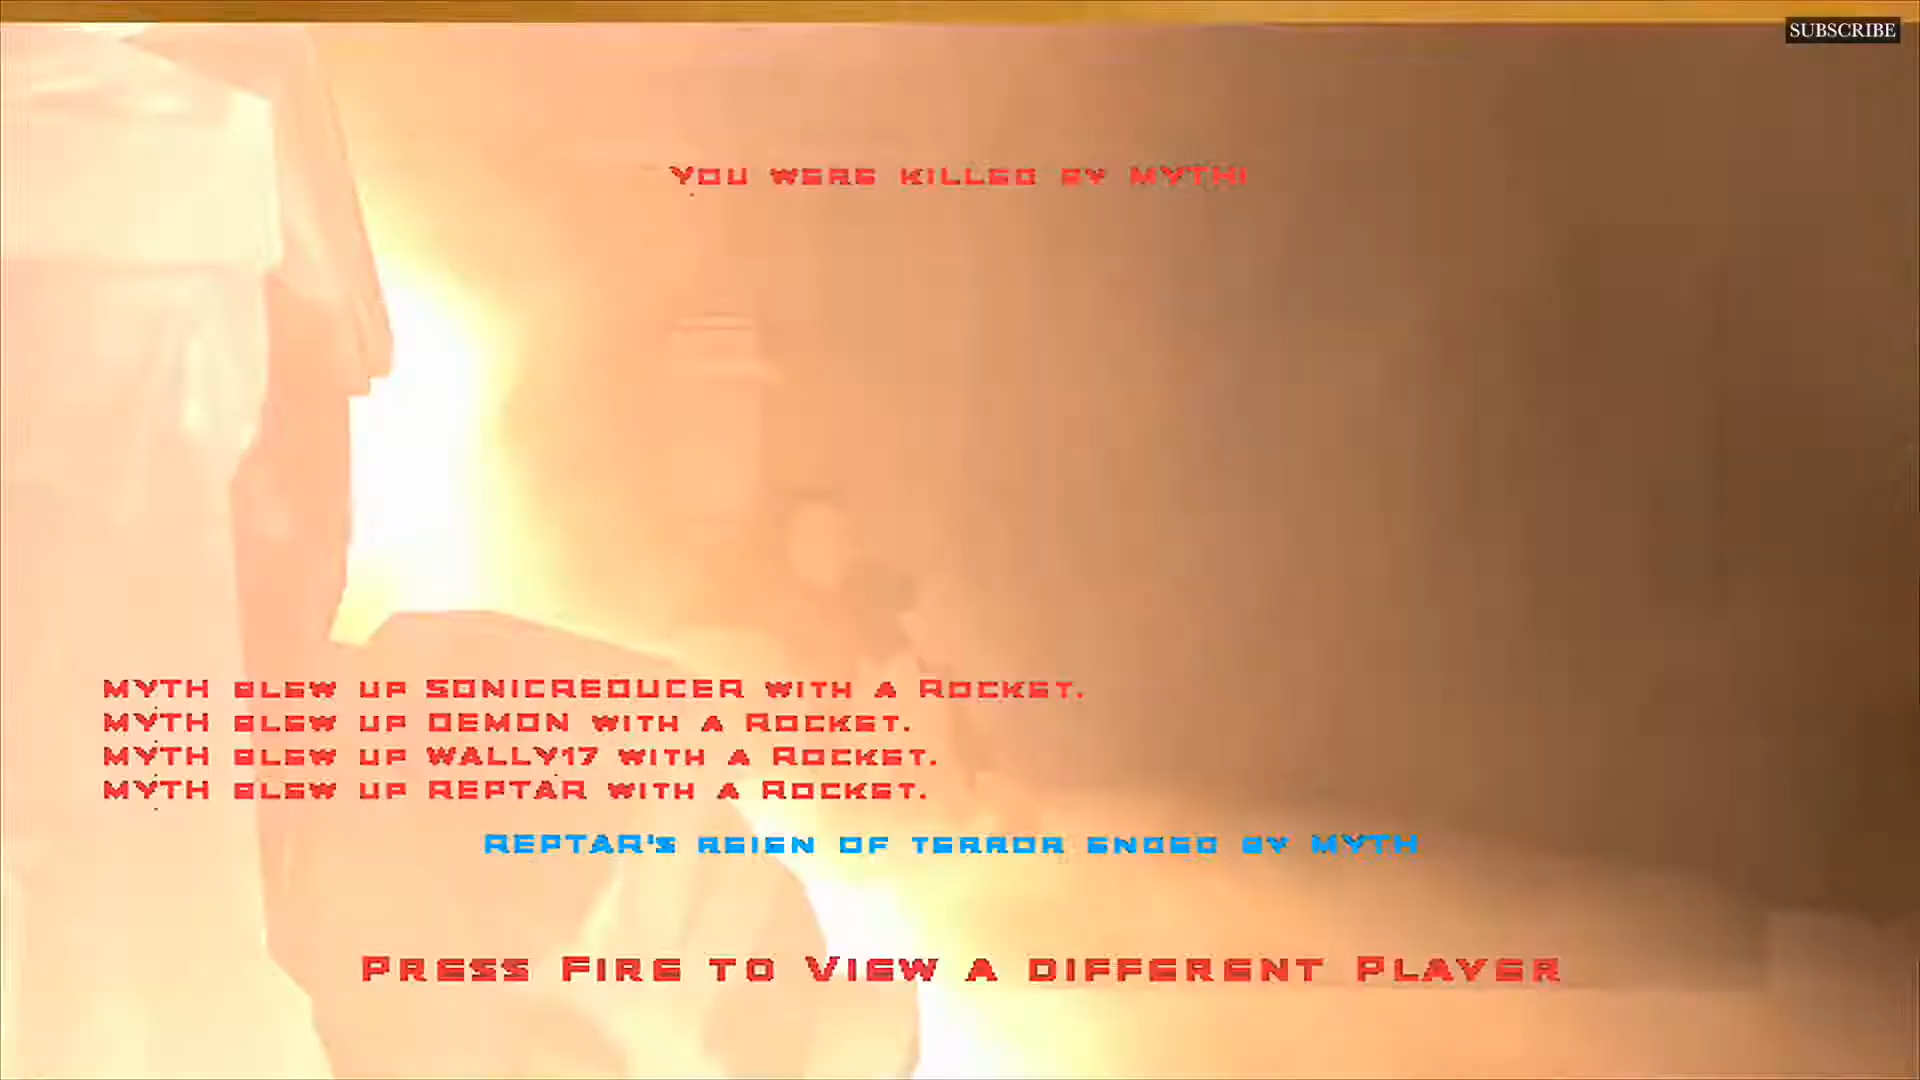 SUBSCRIBE
YOU WERE KILLED BY MYTH!
MYTH BLEW UP SONICREDUCER WITH A ROCKET.
MYTH BLEW UP DEMON WITH A ROCKET.
MYTH BLEW UP WALLY17 WITH A ROCKET.
MYTH BLEW UP REPTAR WITH A ROCKET.
REPTAR'S REIGN OF TERROR ENDED BY MYTH
PRESS FIRE TO VIEW A DIFFERENT PLAYER